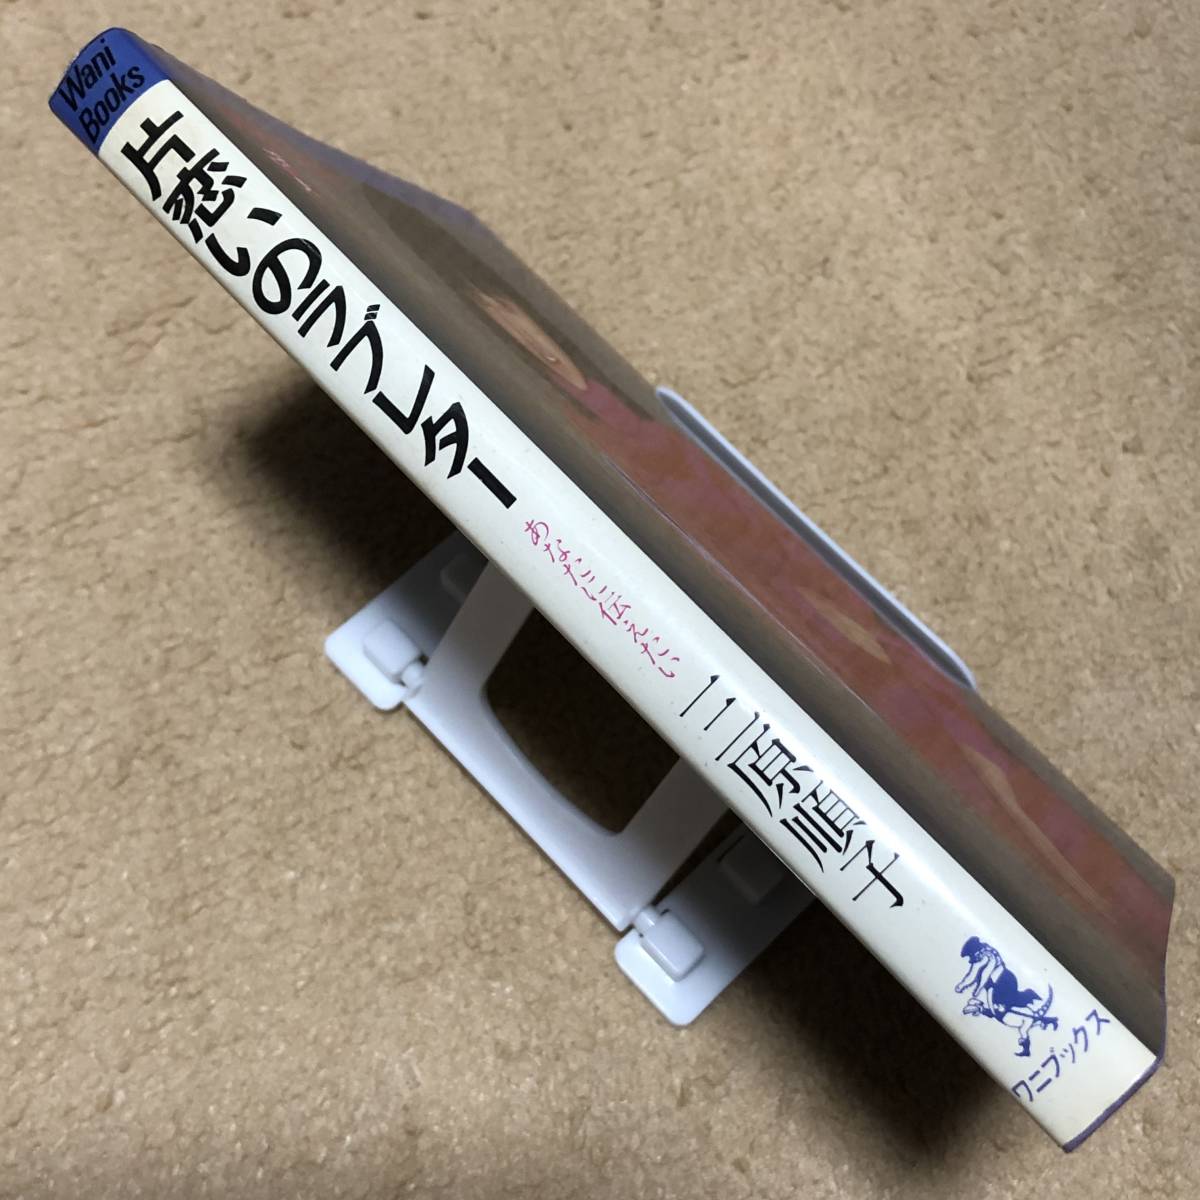 Wani
Books
片恋いのラブレター
あなたに伝えたい
三原順子
ワニブックス